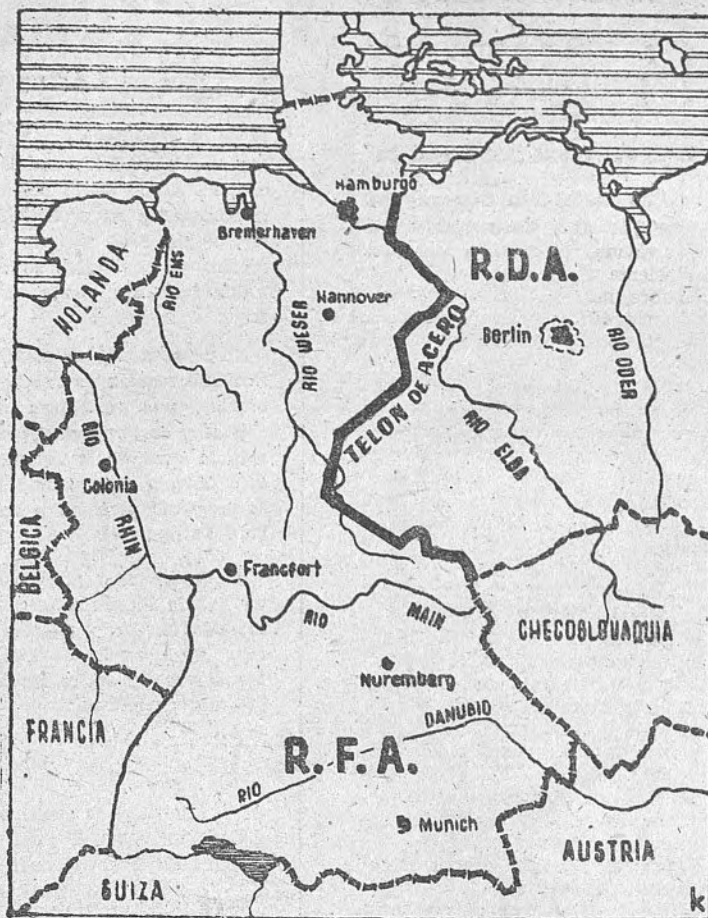 Hamburgo
Bremerhaven
R.D.A.
HOLANDA
RIO EMS
Hannover
RIO WESER
Berlin
RIO ODER
TELON DE ACERO
RIO ELBA
RIO RHIN
Colonia
BELGICA
Francfort
RIO MAIN
CHECOSLOVAQUIA
Nuremberg
FRANCIA
RIO DANUBIO
R.F.A.
Munich
AUSTRIA
SUIZA
k